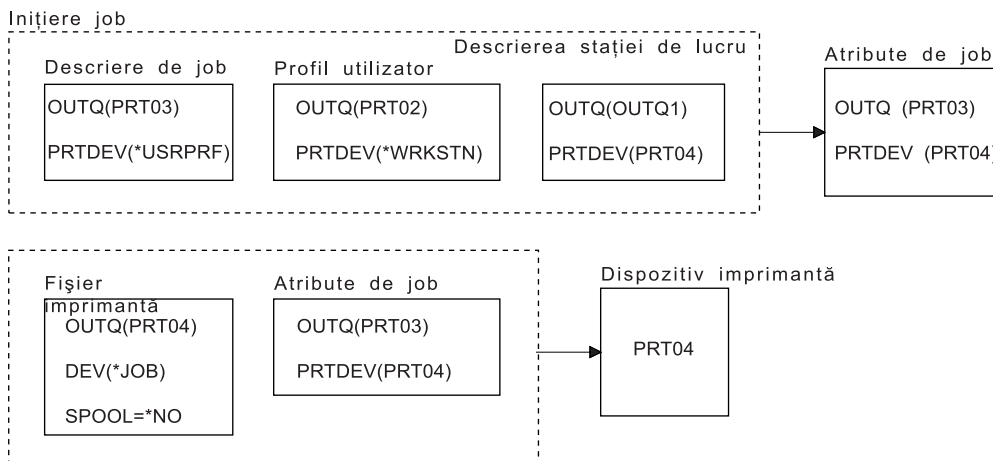 Inițiere job
Descrierea stației de lucru
Descriere de job
Profil utilizator
Atribute de job
OUTQ(PRT03)
PRTDEV(*USRPRF)
OUTQ(PRT02)
PRTDEV(*WRKSTN)
OUTQ(OUTQ1)
PRTDEV(PRT04)
OUTQ (PRT03)
PRTDEV (PRT04)
Fişier
imprimantă
OUTQ(PRT04)
DEV(*JOB)
SPOOL=*NO
Atribute de job
OUTQ(PRT03)
PRTDEV(PRT04)
Dispozitiv imprimantă
PRT04